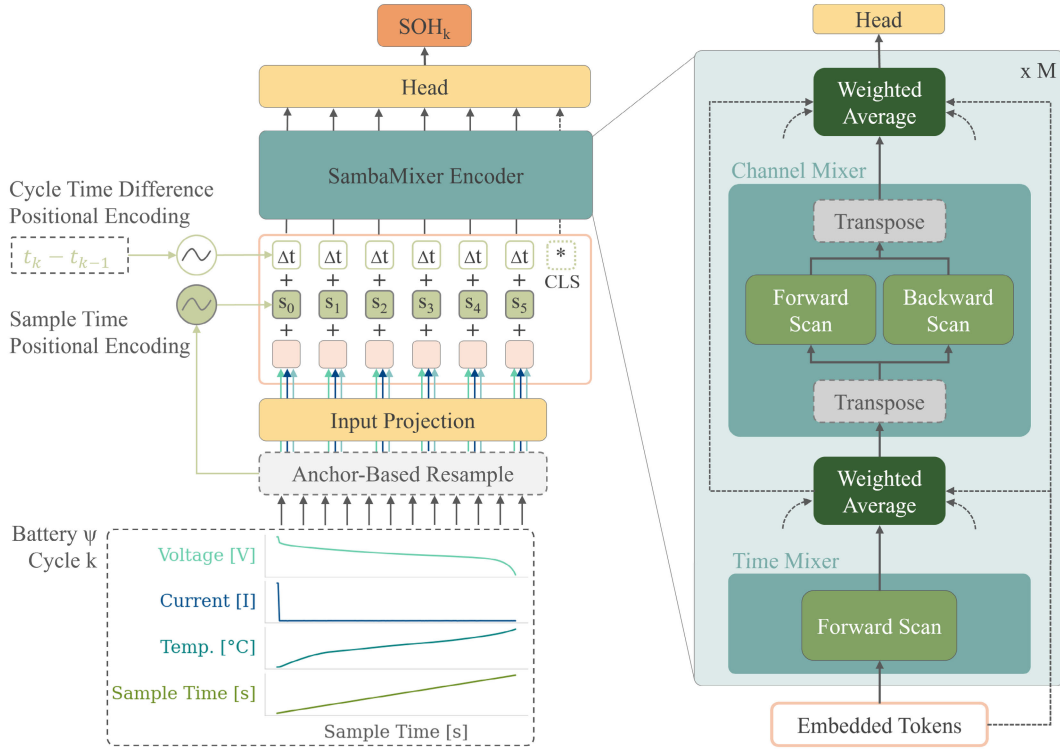 SOHₖ
Head
SambaMixer Encoder
Cycle Time Difference
Positional Encoding
tₖ − tₖ₋₁
Δt Δt Δt Δt Δt Δt *
+ + + + + + CLS
s₀ s₁ s₂ s₃ s₄ s₅
+ + + + + +
Sample Time
Positional Encoding
Input Projection
Anchor-Based Resample
Battery ψ
Cycle k
Voltage [V]
Current [I]
Temp. [°C]
Sample Time [s]
Sample Time [s]
Head
x M
Weighted
Average
Channel Mixer
Transpose
Forward
Scan
Backward
Scan
Transpose
Weighted
Average
Time Mixer
Forward Scan
Embedded Tokens